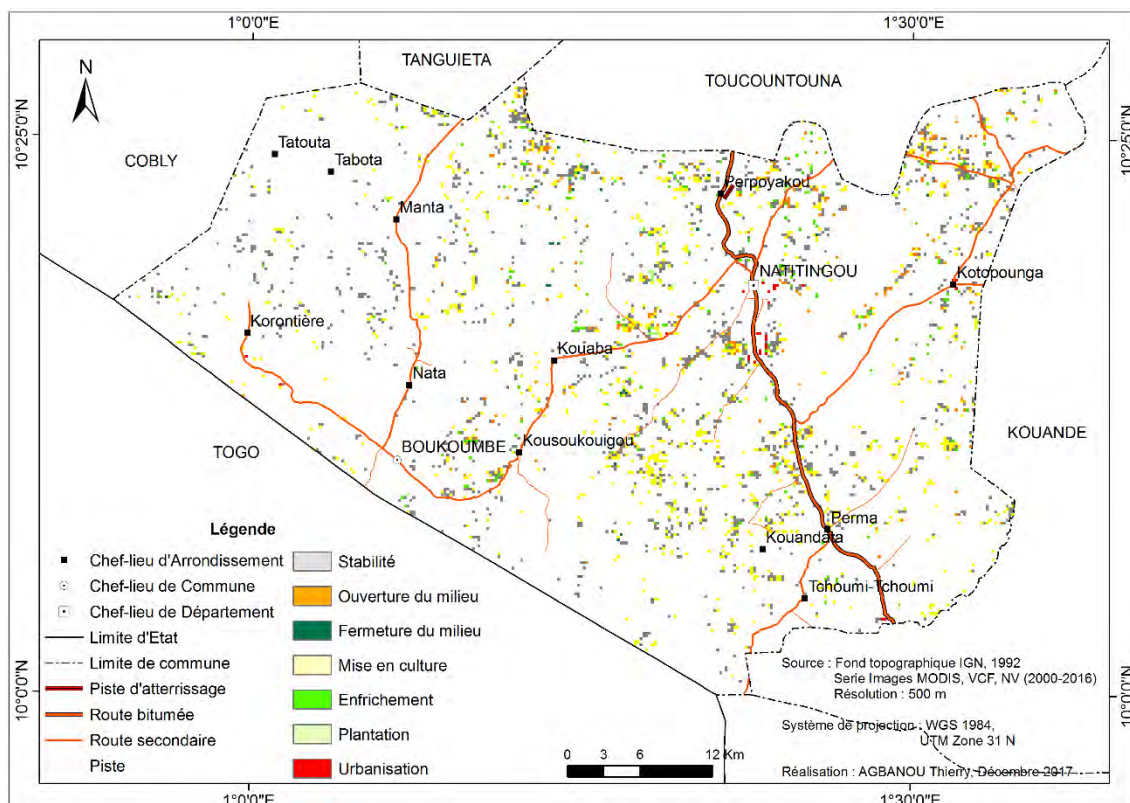 1°0'0"E
1°30'0"E
N
TANGUIETA
TOUCOUNTOUNA
10°25'0"N
10°25'0"N
COBLY
Tatouta
Tabota
Perpoyakou
Manta
NATITINGOU
Kotopounga
Korontière
Kouaba
Nata
TOGO
BOUKOUMBE
Kousoukouigou
KOUANDE
Perma
Kouandata
Tchoumi-Tchoumi
Légende
Chef-lieu d'Arrondissement
Chef-lieu de Commune
Chef-lieu de Département
Limite d'Etat
Limite de commune
Piste d'atterrissage
Route bitumée
Route secondaire
Piste
Stabilité
Ouverture du milieu
Fermeture du milieu
Mise en culture
Enfrichement
Plantation
Urbanisation
10°0'0"N
10°0'0"N
Source : Fond topographique IGN, 1992
Serie Images MODIS, VCF, NV (2000-2016)
Résolution : 500 m
Système de projection : WGS 1984,
UTM Zone 31 N
0 3 6 12 Km
Réalisation : AGBANOU Thierry, Décembre 2017
1°0'0"E
1°30'0"E